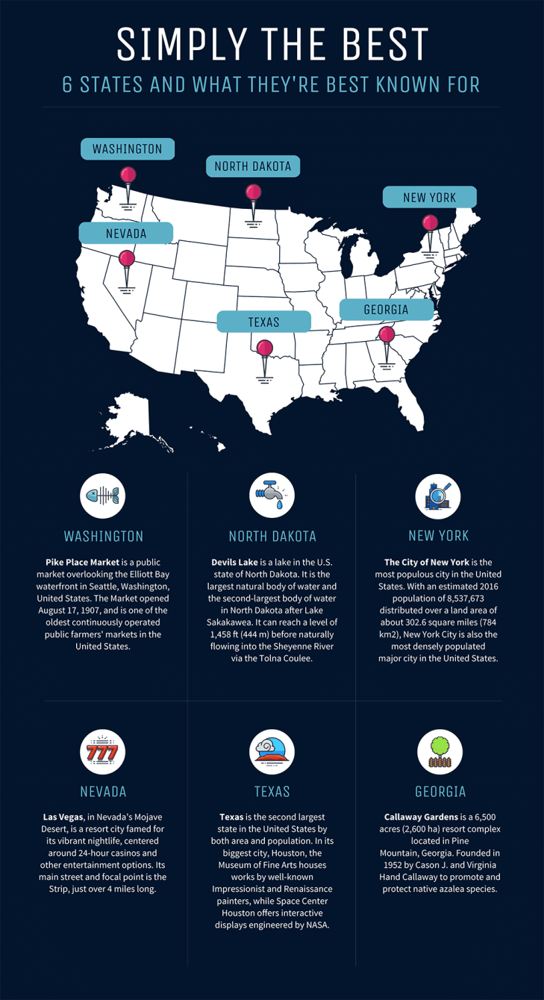 SIMPLY THE BEST
6 STATES AND WHAT THEY'RE BEST KNOWN FOR
WASHINGTON
NORTH DAKOTA
NEW YORK
NEVADA
GEORGIA
TEXAS
WASHINGTON
Pike Place Market is a public
market overlooking the Elliott Bay
waterfront in Seattle, Washington,
United States. The Market opened
August 17, 1907, and is one of the
oldest continuously operated
public farmers' markets in the
United States.
NORTH DAKOTA
Devils Lake is a lake in the U.S.
state of North Dakota. It is the
largest natural body of water and
the second-largest body of water
in North Dakota after Lake
Sakakawea. It can reach a level of
1,458 ft (444 m) before naturally
flowing into the Sheyenne River
via the Tolna Coulee.
NEW YORK
The City of New York is the
most populous city in the United
States. With an estimated 2016
population of 8,537,673
distributed over a land area of
about 302.6 square miles (784
km2), New York City is also the
most densely populated
major city in the United States.
777
NEVADA
Las Vegas, in Nevada's Mojave
Desert, is a resort city famed for
its vibrant nightlife, centered
around 24-hour casinos and
other entertainment options. Its
main street and focal point is the
Strip, just over 4 miles long.
TEXAS
Texas is the second largest
state in the United States by
both area and population. In its
biggest city, Houston, the
Museum of Fine Arts houses
works by well-known
Impressionist and Renaissance
painters, while Space Center
Houston offers interactive
displays engineered by NASA.
GEORGIA
Callaway Gardens is a 6,500
acres (2,600 ha) resort complex
located in Pine
Mountain, Georgia. Founded in
1952 by Cason J. and Virginia
Hand Callaway to promote and
protect native azalea species.